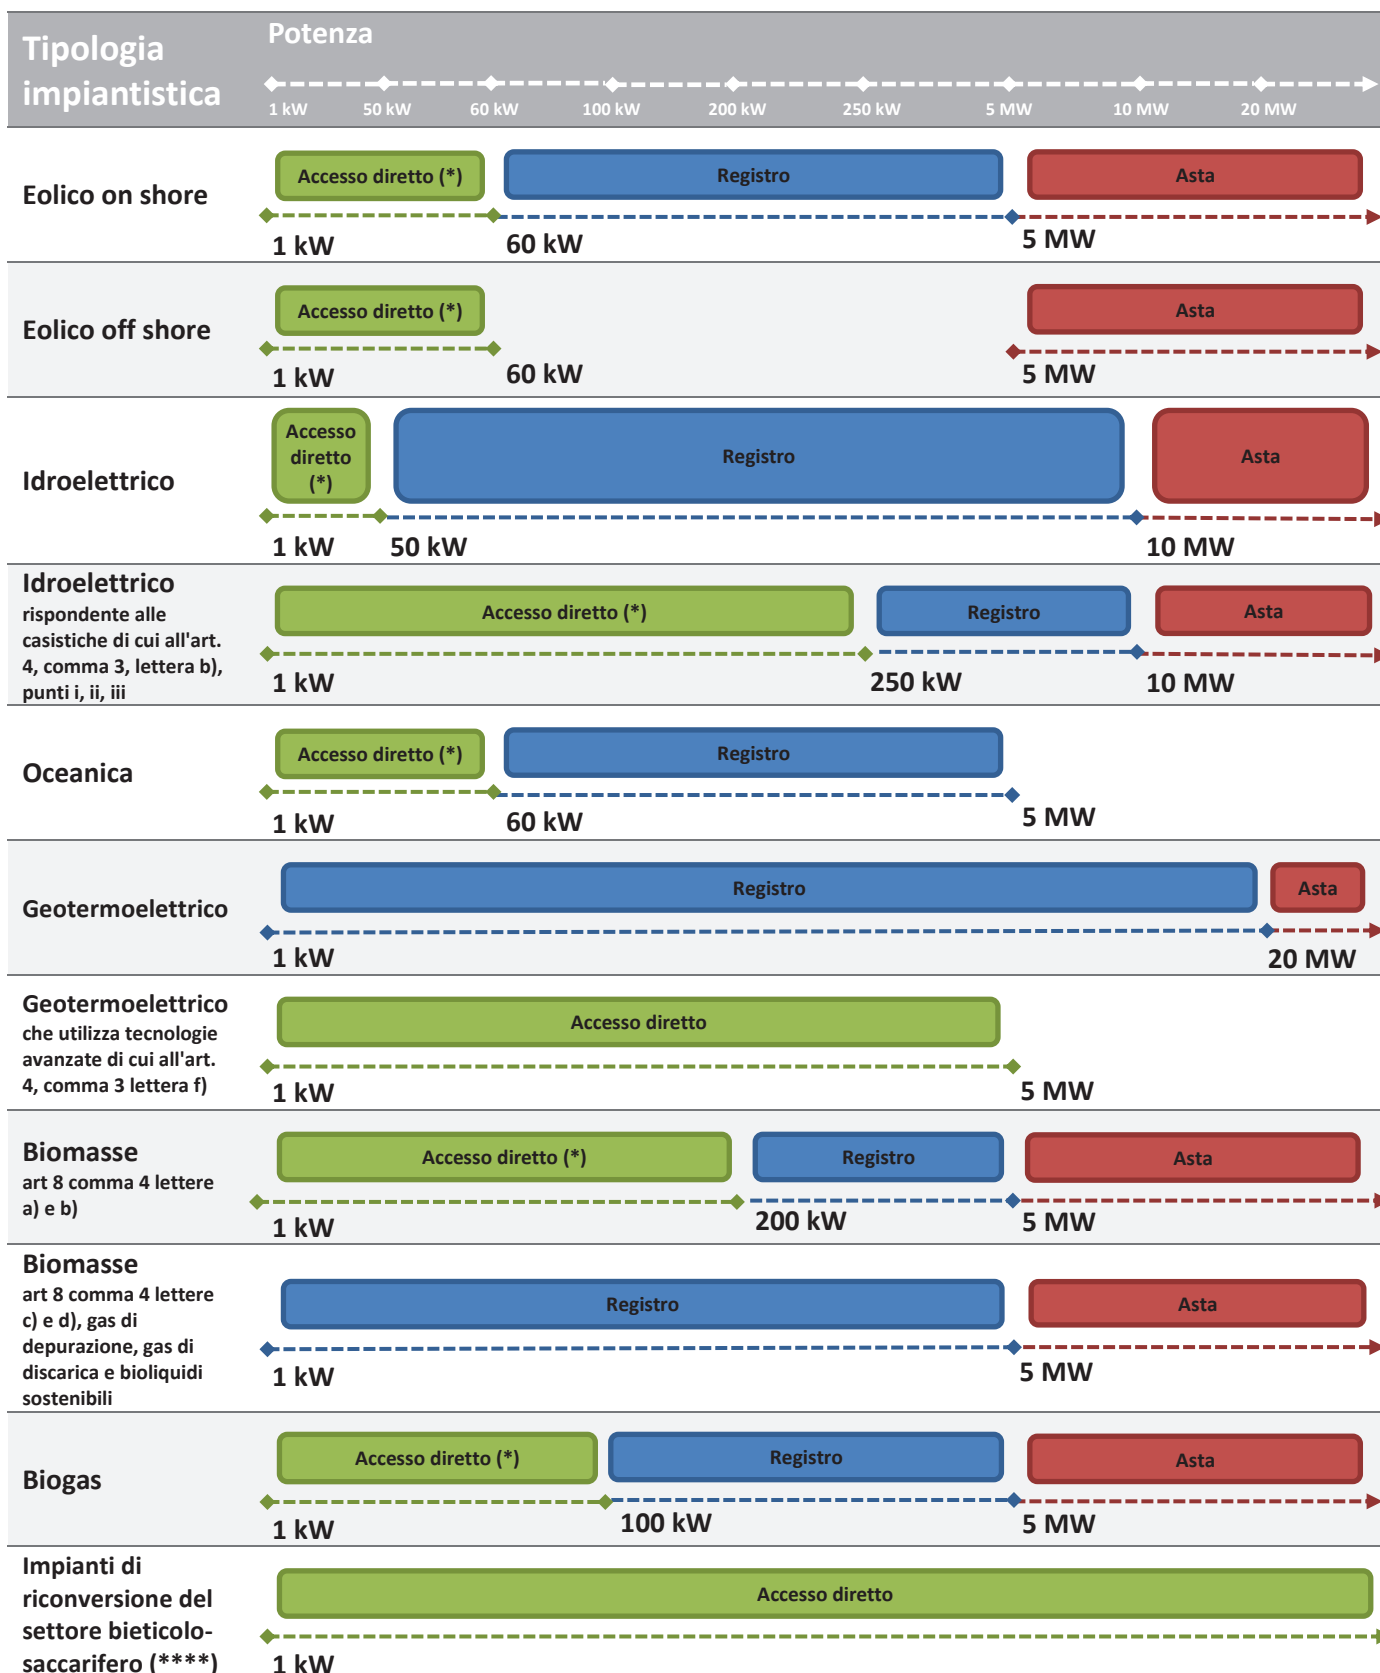 Tipologia
impiantistica
Potenza
1 kW 50 kW 60 kW 100 kW 200 kW 250 kW 5 MW 10 MW 20 MW
Eolico on shore
Accesso diretto (*) Registro Asta
1 kW 60 kW 5 MW
Eolico off shore
Accesso diretto (*) Asta
1 kW 60 kW 5 MW
Idroelettrico
Accesso
diretto
(*)
Registro Asta
1 kW 50 kW 10 MW
Idroelettrico
rispondente alle
casistiche di cui all'art.
4, comma 3, lettera b),
punti i, ii, iii
Accesso diretto (*) Registro Asta
1 kW 250 kW 10 MW
Oceanica
Accesso diretto (*) Registro
1 kW 60 kW 5 MW
Geotermoelettrico
Registro Asta
1 kW 20 MW
Geotermoelettrico
che utilizza tecnologie
avanzate di cui all'art.
4, comma 3 lettera f)
Accesso diretto
1 kW 5 MW
Biomasse
art 8 comma 4 lettere
a) e b)
Accesso diretto (*) Registro Asta
1 kW 200 kW 5 MW
Biomasse
art 8 comma 4 lettere
c) e d), gas di
depurazione, gas di
discarica e bioliquidi
sostenibili
Registro Asta
1 kW 5 MW
Biogas
Accesso diretto (*) Registro Asta
1 kW 100 kW 5 MW
Impianti di
riconversione del
settore bieticolo-
saccarifero (****)
Accesso diretto
1 kW